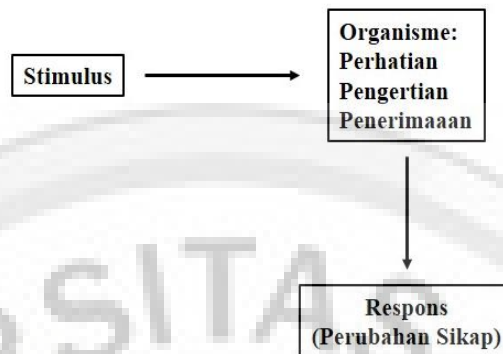 Stimulus
Organisme:
Perhatian
Pengertian
Penerimaaan
Respons
(Perubahan Sikap)
SITAS